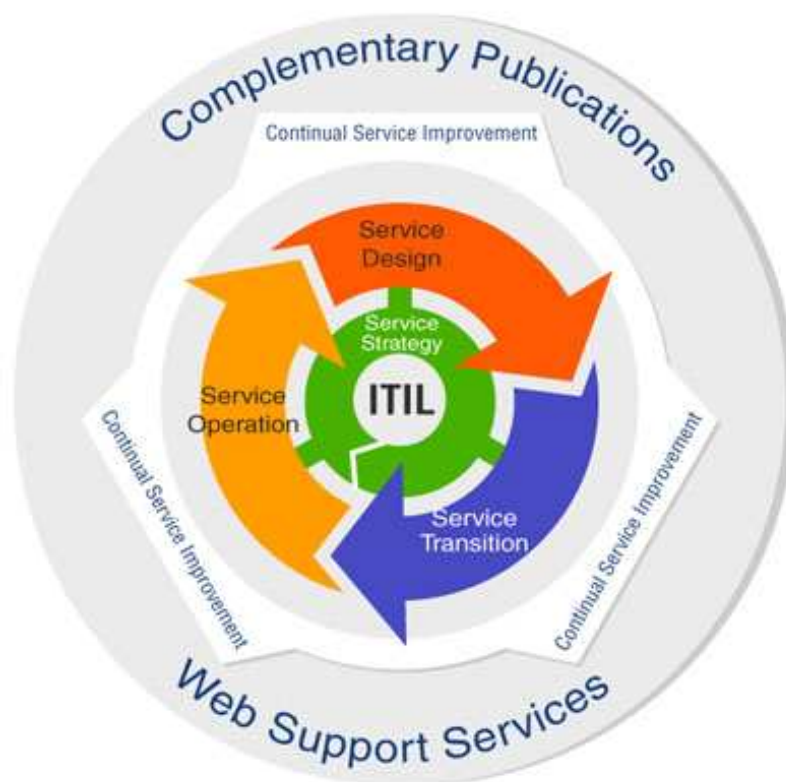 Complementary Publications
Continual Service Improvement
Service
Design
Service
Strategy
ITIL
Service
Operation
Service
Transition
Continual Service Improvement
Continual Service Improvement
Web Support Services